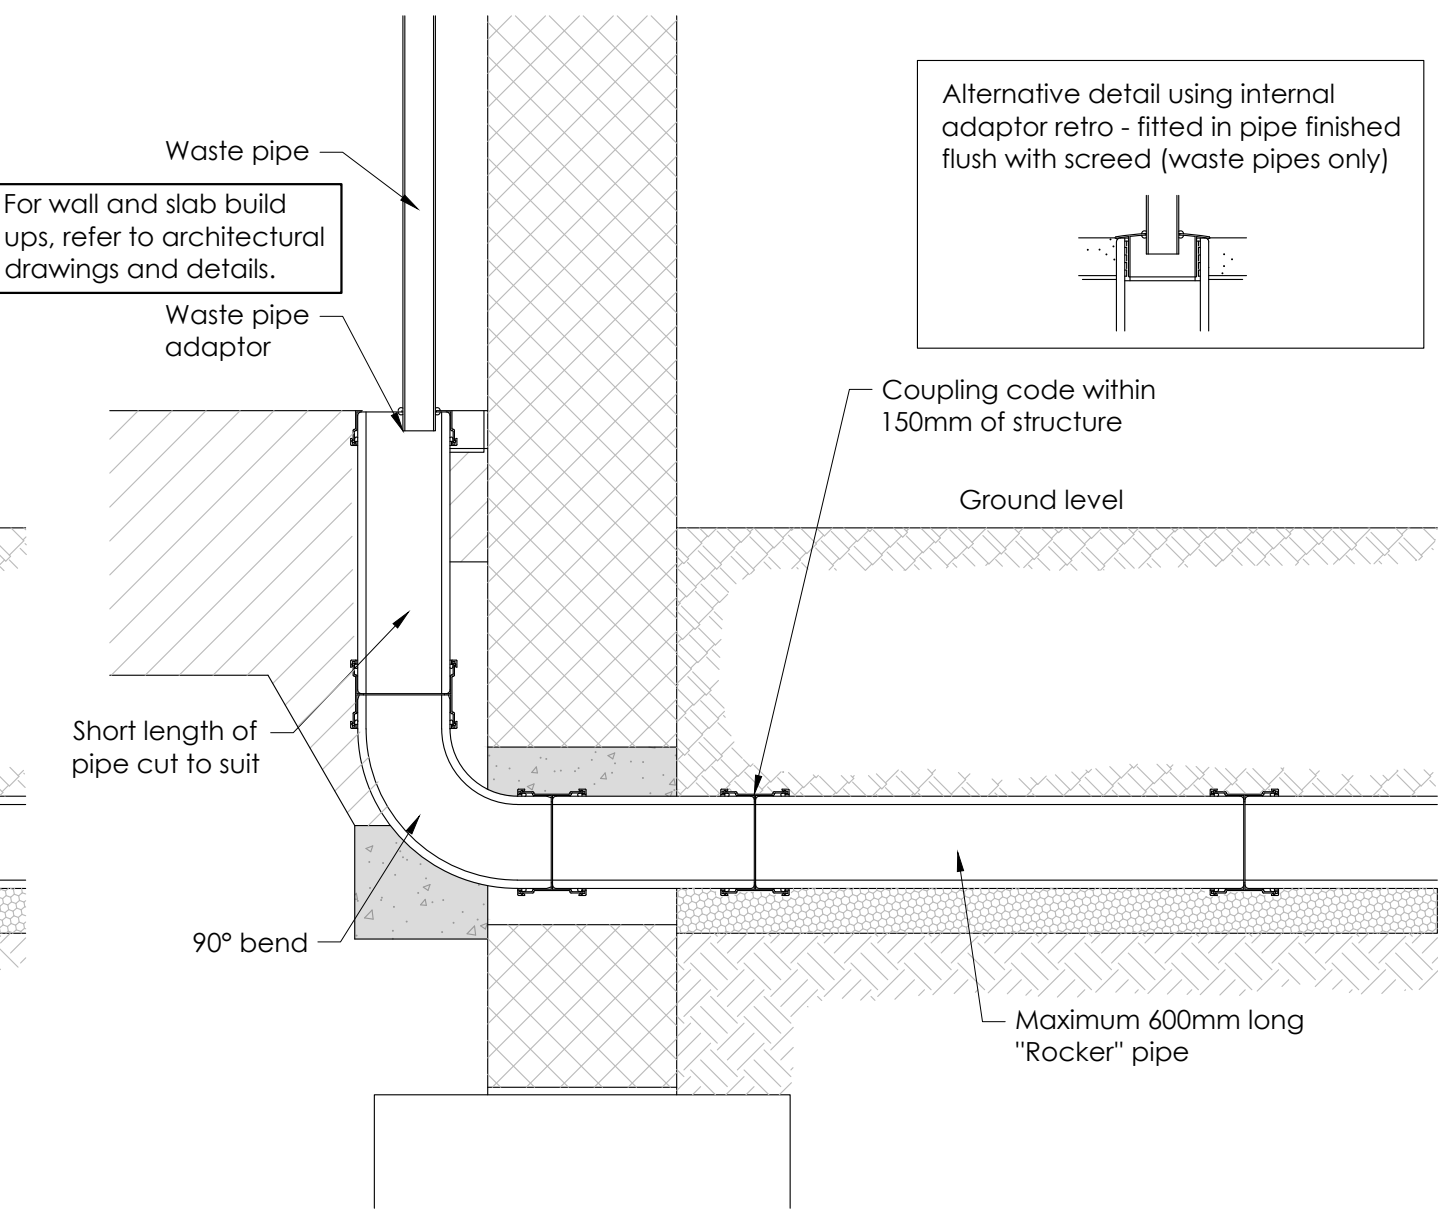 Alternative detail using internal
adaptor retro - fitted in pipe finished
flush with screed (waste pipes only)
Waste pipe
For wall and slab build
ups, refer to architectural
drawings and details.
Waste pipe
adaptor
Coupling code within
150mm of structure
Ground level
Short length of
pipe cut to suit
90° bend
Maximum 600mm long
"Rocker" pipe